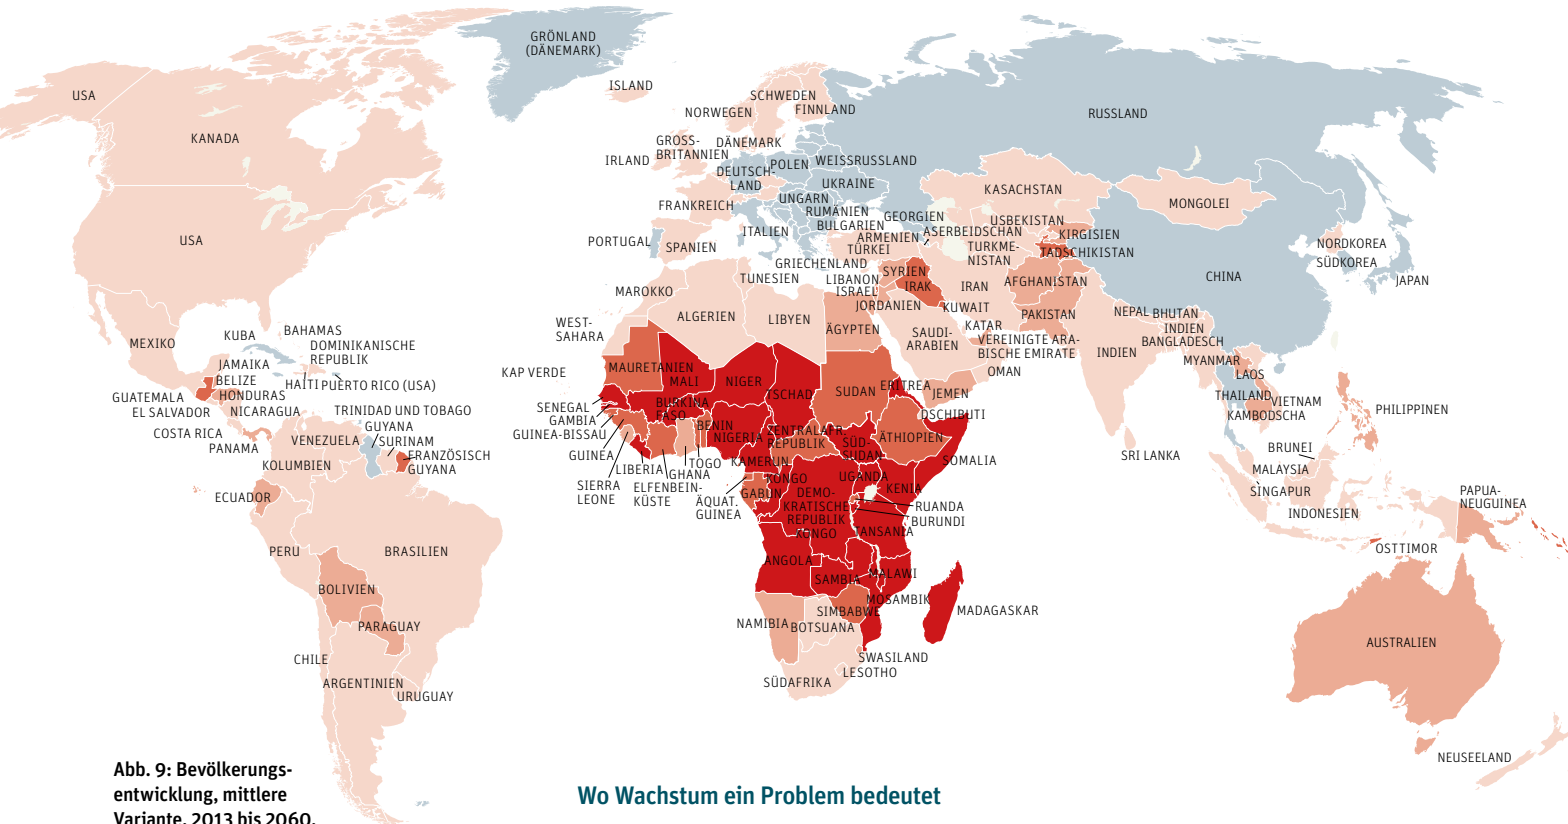 GRÖNLAND
(DÄNEMARK)
ISLAND
USA
KANADA
USA
NORWEGEN
SCHWEDEN
FINNLAND
RUSSLAND
GROSS-
BRITANNIEN
DÄNEMARK
IRLAND
DEUTSCH-
LAND
POLEN
WEISSRUSSLAND
UKRAINE
FRANKREICH
UNGARN
RUMÄNIEN
BULGARIEN
GEORGIEN
KASACHSTAN
MONGOLEI
PORTUGAL
SPANIEN
ITALIEN
ARMENIEN
ASERBEIDSCHAN
USBEKISTAN
KIRGISIEN
TÜRKEI
TURKME-
NISTAN
TADSCHIKISTAN
NORDKOREA
SÜDKOREA
JAPAN
GRIECHENLAND
TUNESIEN
LIBANON
ISRAEL
SYRIEN
IRAK
IRAN
AFGHANISTAN
CHINA
MAROKKO
JORDANIEN
KUWAIT
PAKISTAN
NEPAL
BHUTAN
INDIEN
BANGLADESCH
WEST-
SAHARA
ALGERIEN
LIBYEN
ÄGYPTEN
SAUDI-
ARABIEN
KATAR
VEREINIGTE ARA-
BISCHE EMIRATE
OMAN
INDIEN
MYANMAR
LAOS
MEXIKO
KUBA
BAHAMAS
DOMINIKANISCHE
REPUBLIK
JAMAIKA
BELIZE
HAITI
PUERTO RICO (USA)
GUATEMALA
HONDURAS
EL SALVADOR
NICARAGUA
COSTA RICA
PANAMA
TRINIDAD UND TOBAGO
GUYANA
SURINAM
FRANZÖSISCH
GUYANA
VENEZUELA
KOLUMBIEN
ECUADOR
PERU
BRASILIEN
BOLIVIEN
PARAGUAY
CHILE
ARGENTINIEN
URUGUAY
KAP VERDE
MAURETANIEN
MALI
NIGER
TSCHAD
SUDAN
ERITREA
JEMEN
DSCHIBUTI
SENEGAL
GAMBIA
GUINEA-BISSAU
GUINEA
SIERRA
LEONE
LIBERIA
ELFENBEIN-
KÜSTE
BURKINA
FASO
GHANA
TOGO
BENIN
NIGERIA
ZENTRALAFR.
REPUBLIK
SÜD-
SUDAN
ÄTHIOPIEN
SOMALIA
KAMERUN
ÄQUAT.
GUINEA
GABUN
KONGO
DEMO-
KRATISCHE
REPUBLIK
KONGO
UGANDA
KENIA
RUANDA
BURUNDI
TANSANIA
ANGOLA
SAMBIA
MALAWI
MOSAMBIK
SIMBABWE
MADAGASKAR
NAMIBIA
BOTSUANA
SWASILAND
LESOTHO
SÜDAFRIKA
THAILAND
VIETNAM
KAMBODSCHA
PHILIPPINEN
SRI LANKA
BRUNEI
MALAYSIA
SINGAPUR
INDONESIEN
PAPUA-
NEUGUINEA
OSTTIMOR
AUSTRALIEN
NEUSEELAND
Abb. 9: Bevölkerungs-
entwicklung, mittlere
Variante, 2013 bis 2060.
Wo Wachstum ein Problem bedeutet